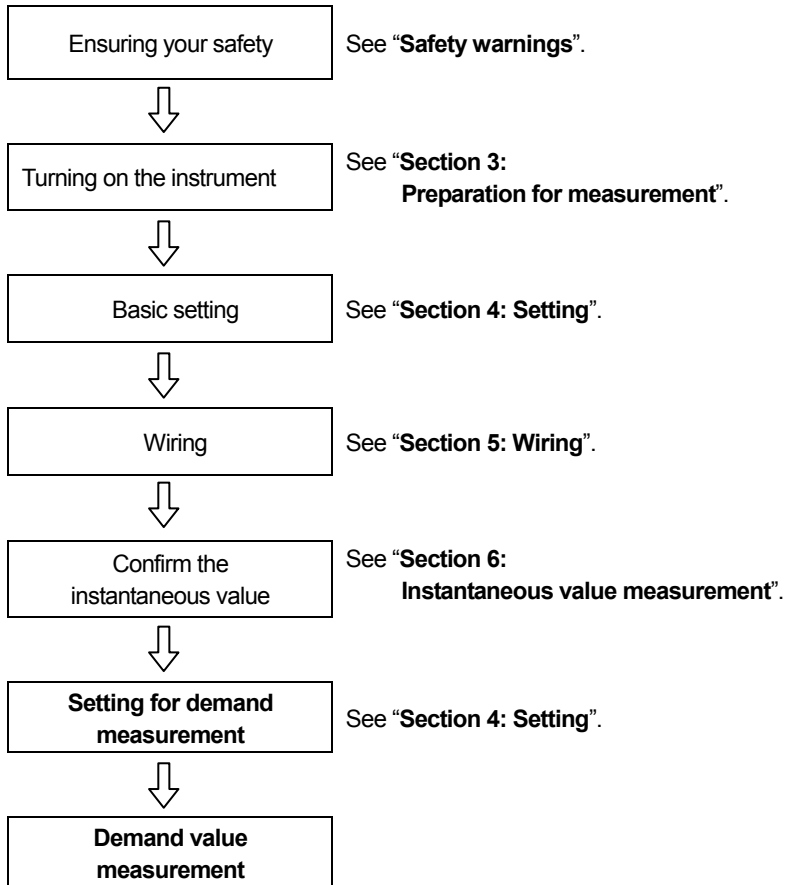 Ensuring your safety
See “Safety warnings”.
Turning on the instrument
See “Section 3:
Preparation for measurement”.
Basic setting
See “Section 4: Setting”.
Wiring
See “Section 5: Wiring”.
Confirm the
instantaneous value
See “Section 6:
Instantaneous value measurement”.
Setting for demand
measurement
See “Section 4: Setting”.
Demand value
measurement